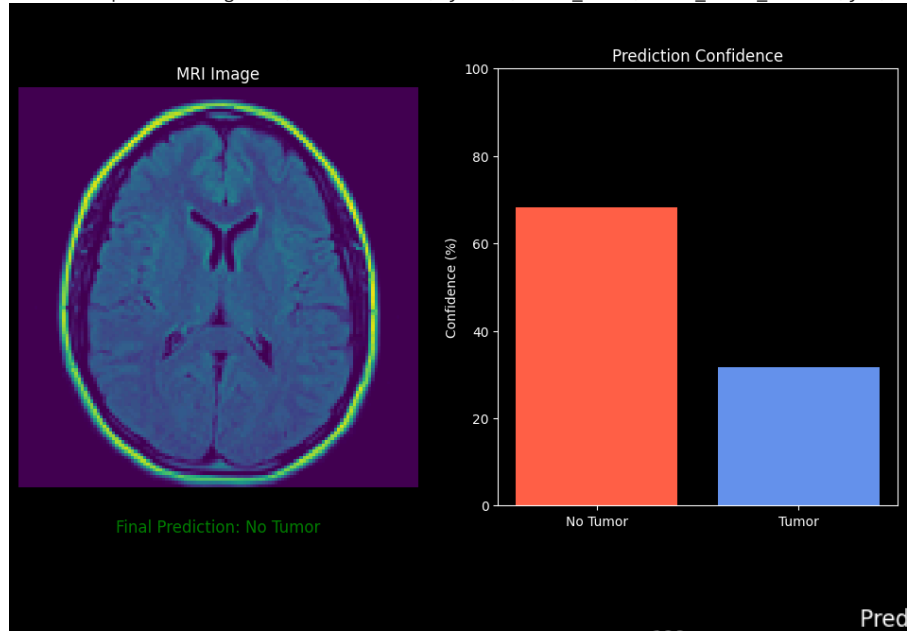 MRI Image
Final Prediction: No Tumor
Prediction Confidence
Confidence (%)
100
80
60
40
20
0
No Tumor
Tumor
Pred